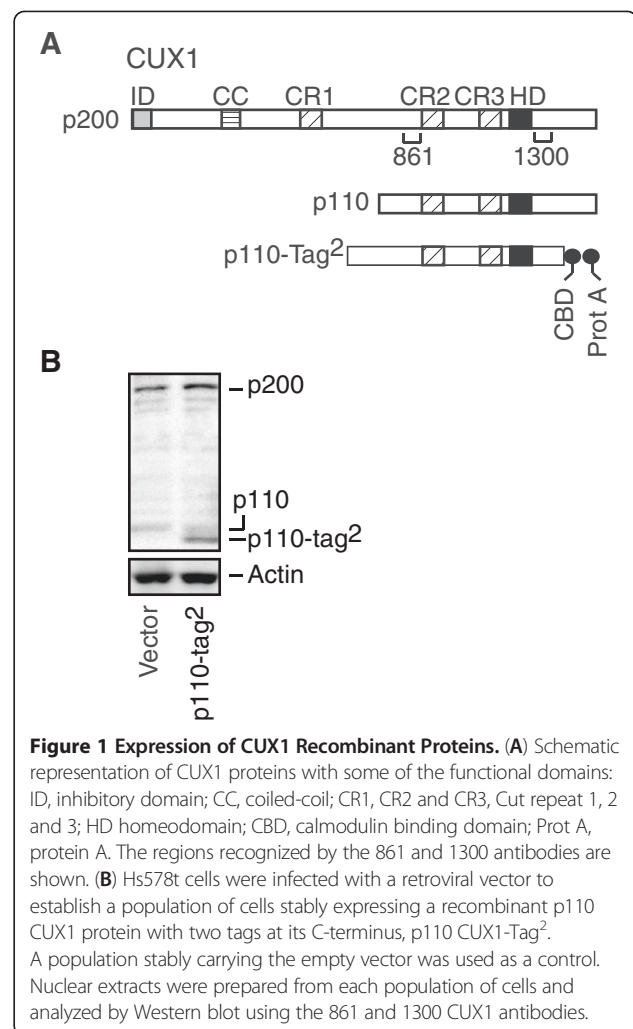 A
CUX1
ID CC CR1 CR2 CR3 HD
p200
861 1300
p110
p110-Tag2
CBD
Prot A
B
p200
p110
p110-tag2
Actin
Vector
p110-tag2
Figure 1 Expression of CUX1 Recombinant Proteins. (A) Schematic
representation of CUX1 proteins with some of the functional domains:
ID, inhibitory domain; CC, coiled-coil; CR1, CR2 and CR3, Cut repeat 1, 2
and 3; HD homeodomain; CBD, calmodulin binding domain; Prot A,
protein A. The regions recognized by the 861 and 1300 antibodies are
shown. (B) Hs578t cells were infected with a retroviral vector to
establish a population of cells stably expressing a recombinant p110
CUX1 protein with two tags at its C-terminus, p110 CUX1-Tag2.
A population stably carrying the empty vector was used as a control.
Nuclear extracts were prepared from each population of cells and
analyzed by Western blot using the 861 and 1300 CUX1 antibodies.